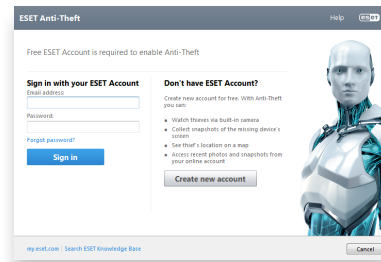 ESET Anti-Theft
Help
eset
Free ESET Account is required to enable Anti-Theft
Sign in with your ESET Account
Email address:
Password:
Forgot password?
Sign in
Don't have ESET Account?
Create new account for free. With Anti-Theft
you can:
Watch thieves via built-in camera
Collect snapshots of the missing device's
screen
See thief's location on a map
Access recent photos and snapshots from
your online account
Create new account
my.eset.com | Search ESET Knowledge Base
Cancel